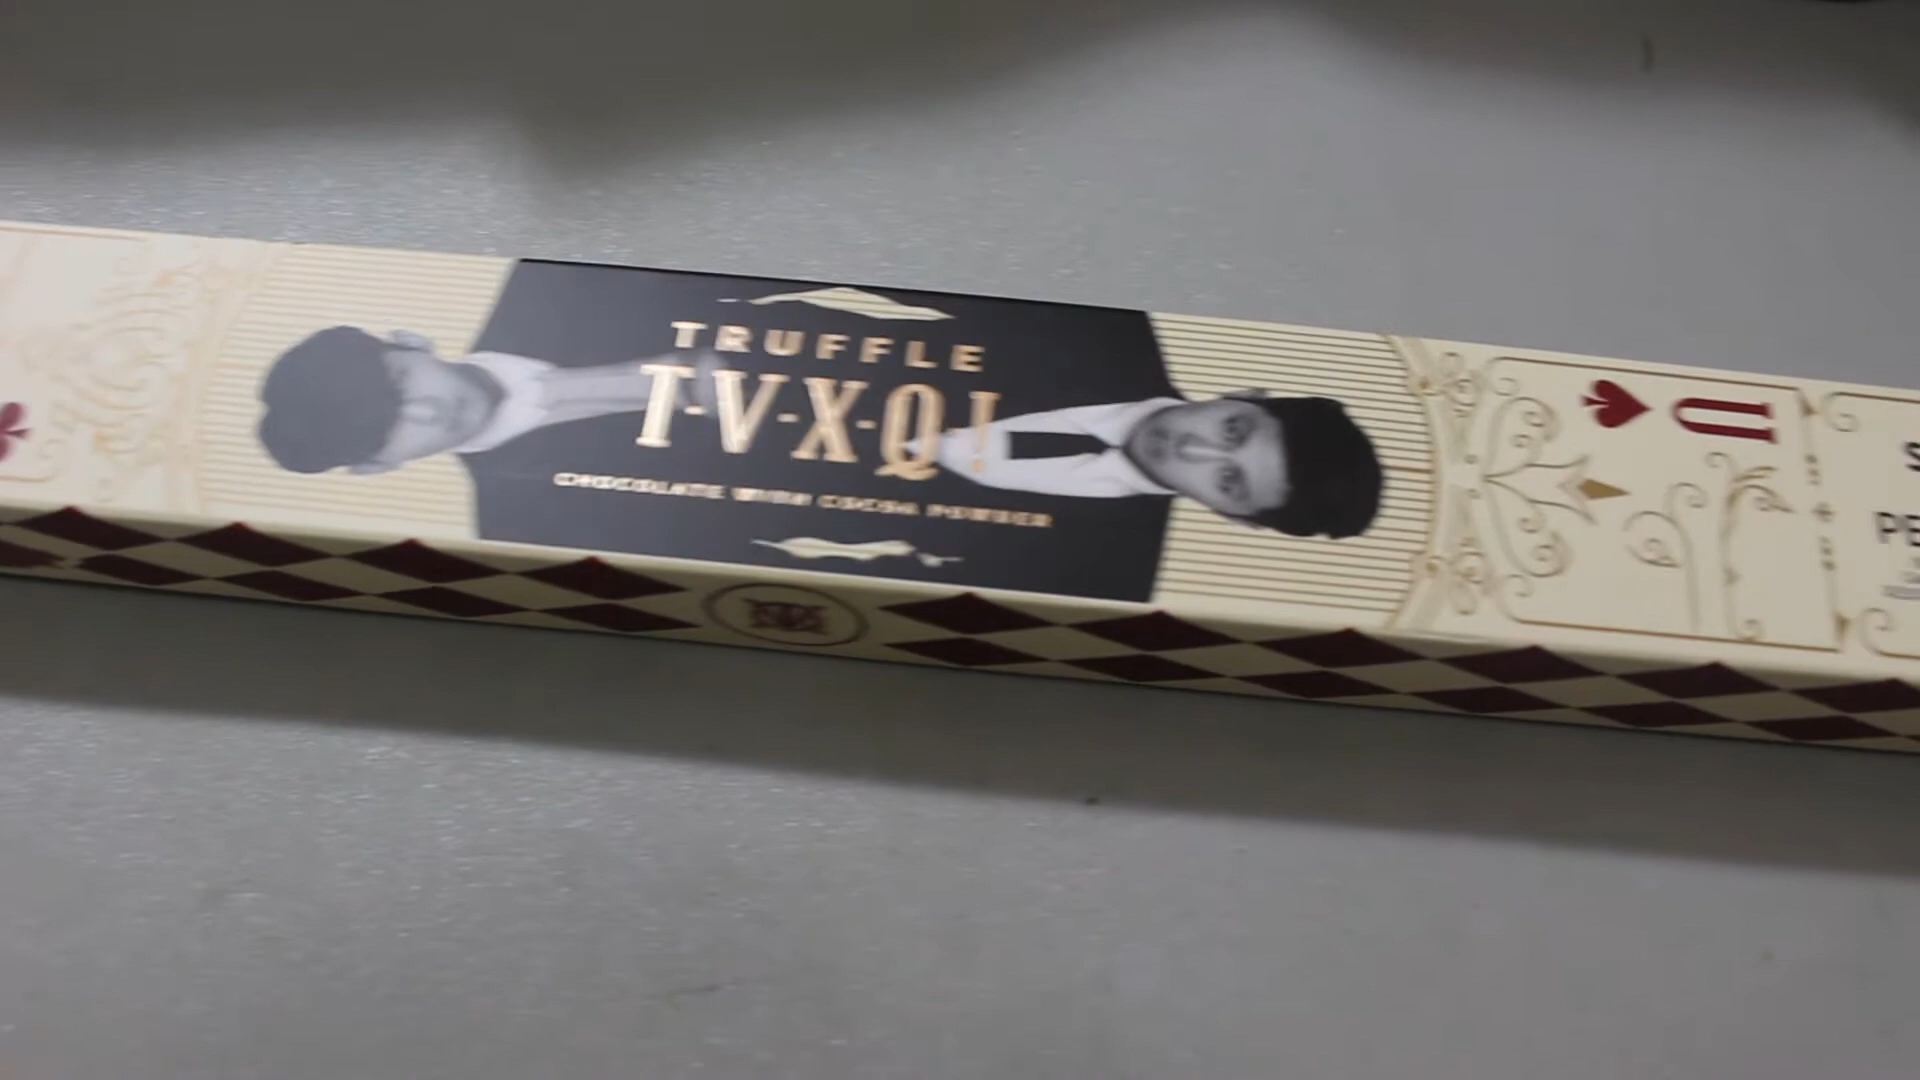 TRUFFLE
T·V·X·Q!
CHOCOLATE WITH COCOA POWDER
U